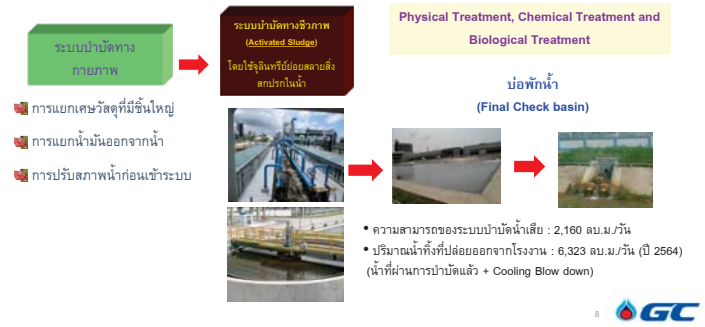 ระบบบำบัดทาง
กายภาพ
การแยกเศษวัสดุที่มีชิ้นใหญ่
การแยกน้ำมันออกจากน้ำ
การปรับสภาพน้ำก่อนเข้าระบบ
ระบบบำบัดทางชีวภาพ
(Activated Sludge)
โดยใช้จุลินทรีย์ย่อยสลายสิ่ง
สกปรกในน้ำ
Physical Treatment, Chemical Treatment and
Biological Treatment
บ่อพักน้ำ
(Final Check basin)
• ความสามารถของระบบบำบัดน้ำเสีย : 2,160 ลบ.ม./วัน
• ปริมาณน้ำทิ้งที่ปล่อยออกจากโรงงาน : 6,323 ลบ.ม./วัน (ปี 2564)
(น้ำที่ผ่านการบำบัดแล้ว + Cooling Blow down)
8
GC